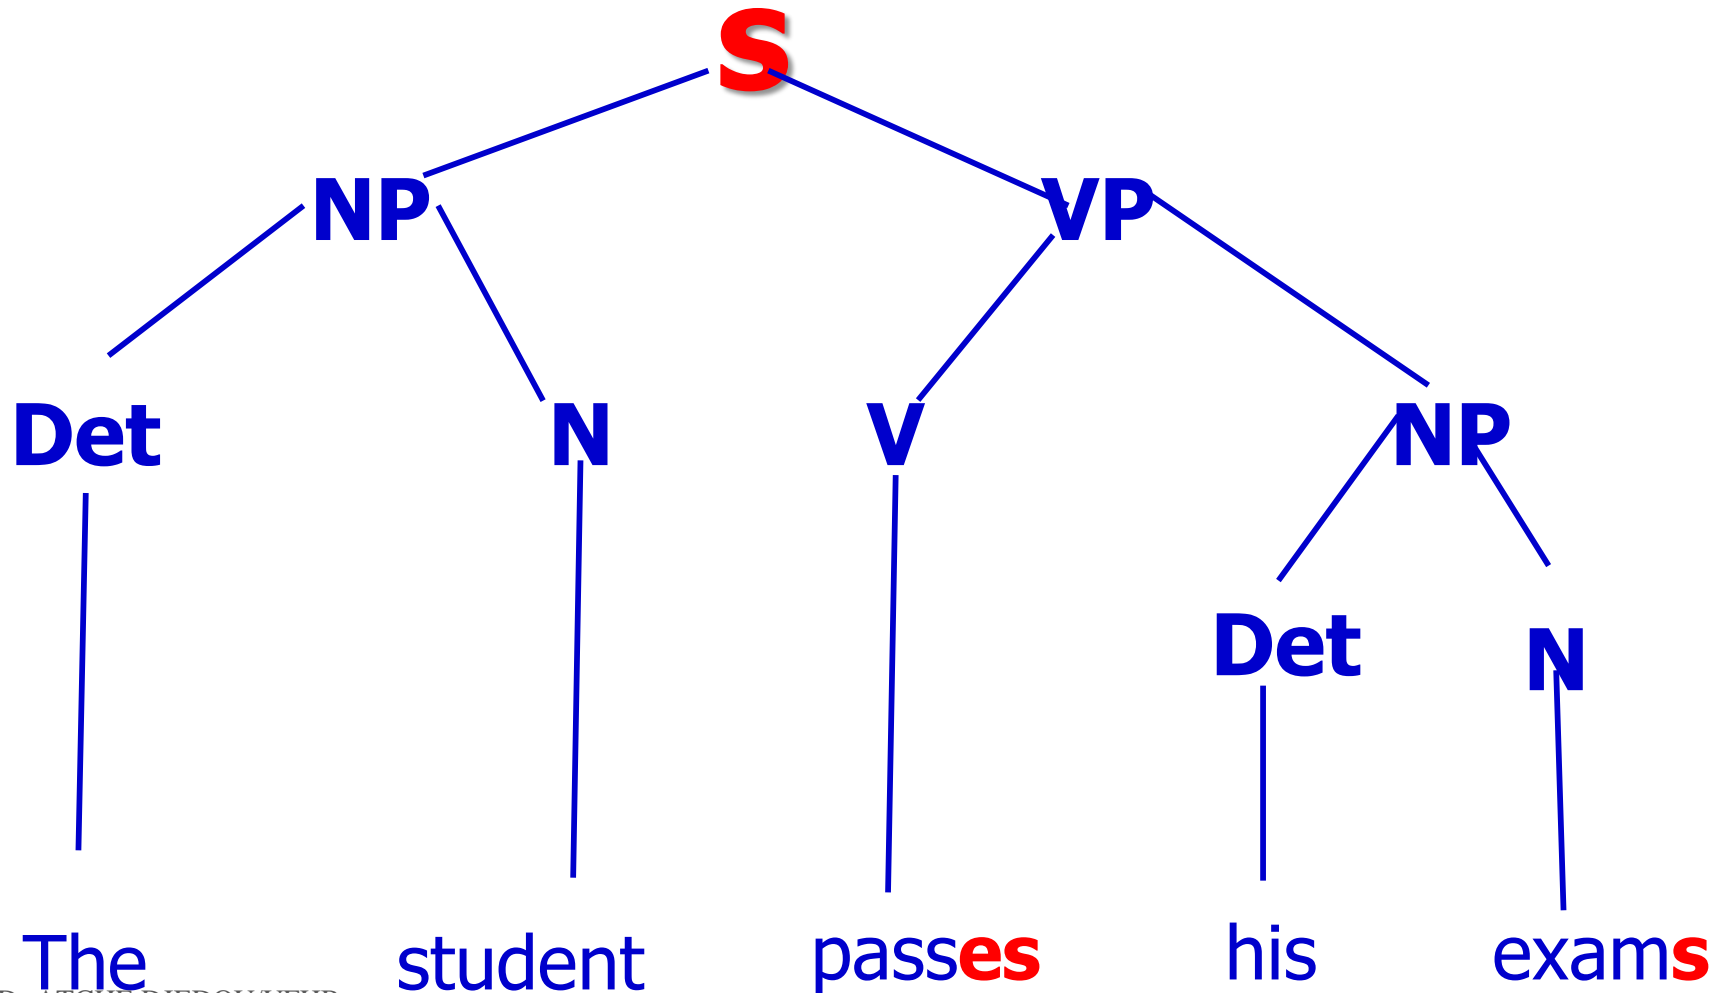 S
NP VP
Det N V NP
Det N
The student passes his exams